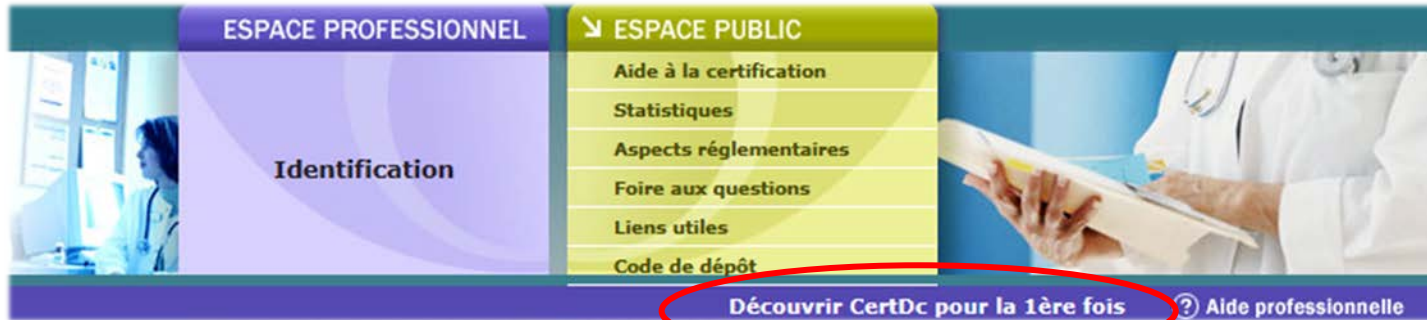 ESPACE PROFESSIONNEL
Identification
ESPACE PUBLIC
Aide à la certification
Statistiques
Aspects réglementaires
Foire aux questions
Liens utiles
Code de dépôt
Découvrir CertDc pour la 1ère fois
? Aide professionnelle